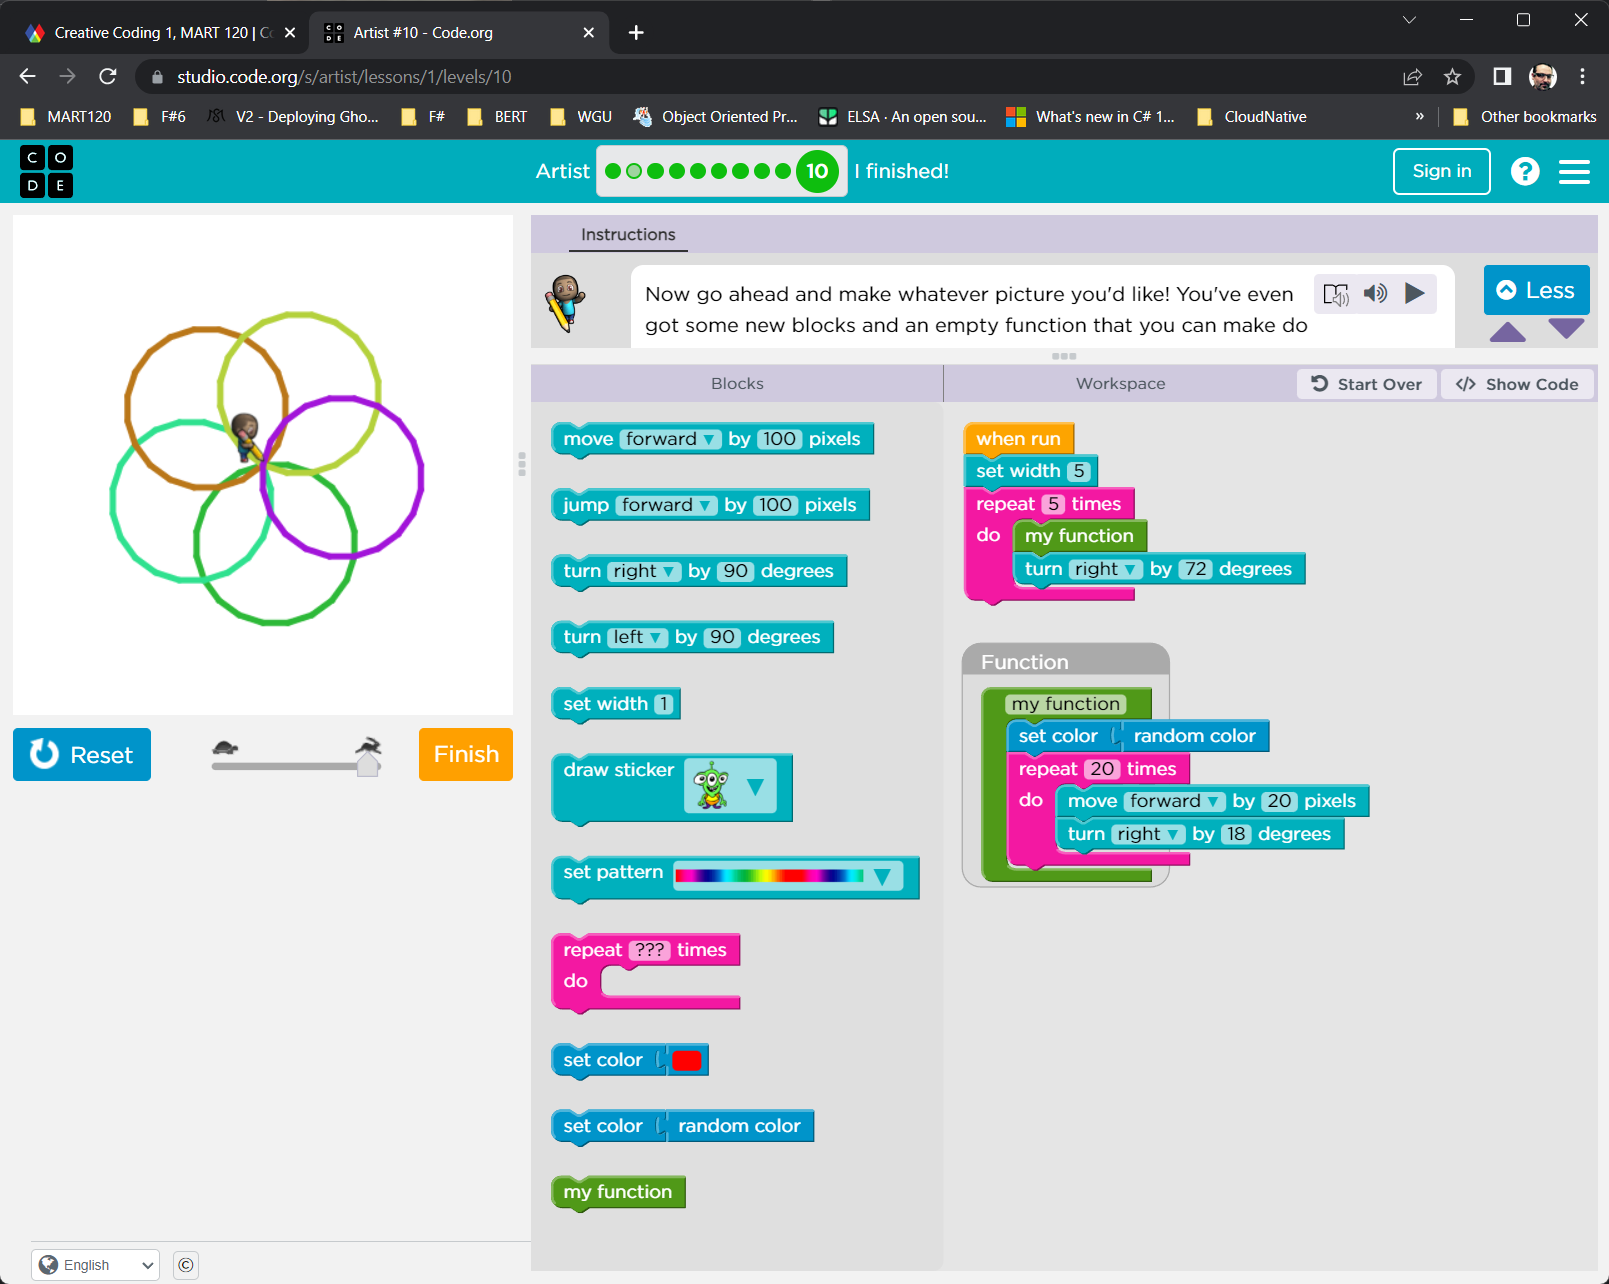 Creative Coding 1, MART 120 | Co
Artist #10 - Code.org
studio.code.org/s/artist/lessons/1/levels/10
MART120
F#6
V2 - Deploying Gho...
F#
BERT
WGU
Object Oriented Pr...
ELSA · An open sou...
What's new in C# 1...
CloudNative
»
Other bookmarks
C O
D E
Artist
10
I finished!
Sign in
?
Instructions
Now go ahead and make whatever picture you'd like! You've even
got some new blocks and an empty function that you can make do
Less
Blocks
Workspace
Start Over
</> Show Code
Reset
Finish
move forward by 100 pixels
jump forward by 100 pixels
turn right by 90 degrees
turn left by 90 degrees
set width 1
draw sticker
set pattern
repeat ??? times
do
set color
set color random color
my function
when run
set width 5
repeat 5 times
do my function
turn right by 72 degrees
Function
my function
set color random color
repeat 20 times
do move forward by 20 pixels
turn right by 18 degrees
English
©